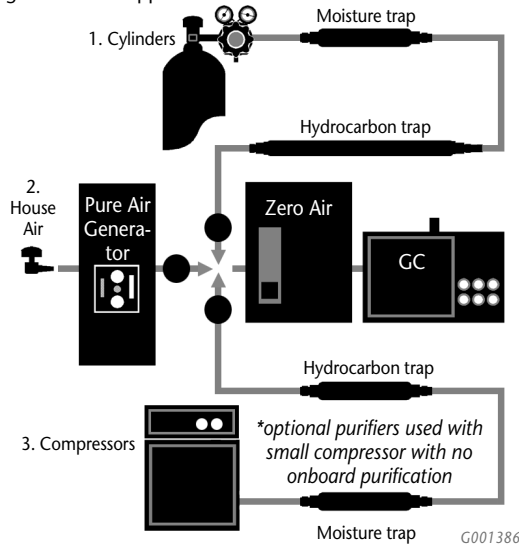 Moisture trap
1. Cylinders
Hydrocarbon trap
2.
House
Air
Pure Air
Genera-
tor
Zero Air
GC
Hydrocarbon trap
3. Compressors
*optional purifiers used with
small compressor with no
onboard purification
Moisture trap
G001386